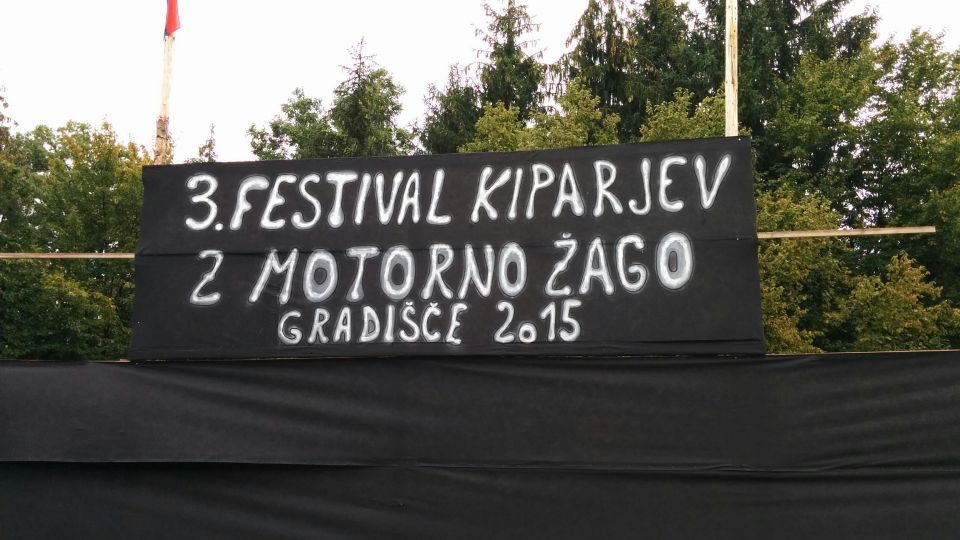 3. FESTIVAL KIPARJEV
Z MOTORNO ŽAGO
GRADIŠČE 2015